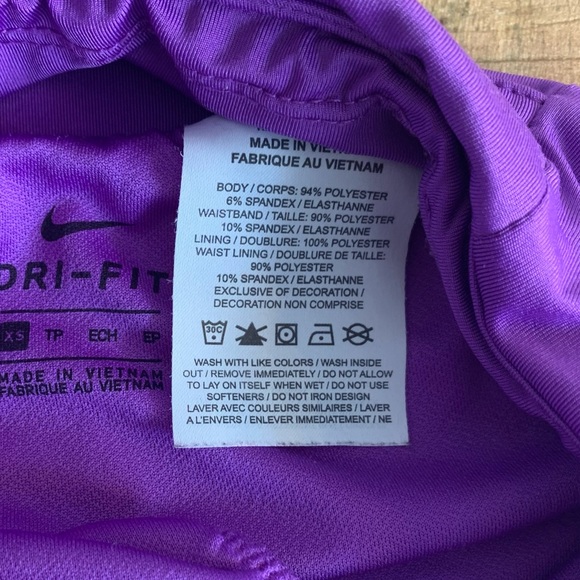 MADE IN VIETNAM
FABRIQUE AU VIETNAM
BODY / CORPS: 94% POLYESTER
6% SPANDEX / ELASTHANNE
WAISTBAND / TAILLE: 90% POLYESTER
10% SPANDEX / ELASTHANNE
LINING / DOUBLURE: 100% POLYESTER
WAIST LINING / DOUBLURE DE TAILLE:
90% POLYESTER
10% SPANDEX / ELASTHANNE
EXCLUSIVE OF DECORATION /
DECORATION NON COMPRISE
30C
WASH WITH LIKE COLORS / WASH INSIDE
OUT / REMOVE IMMEDIATELY / DO NOT ALLOW
TO LAY ON ITSELF WHEN WET / DO NOT USE
SOFTENERS / DO NOT IRON DESIGN
LAVER AVEC COULEURS SIMILAIRES / LAVER
A L'ENVERS / ENLEVER IMMEDIATEMENT / NE
DRI-FIT
XS TP ECH EP
MADE IN VIETNAM
FABRIQUE AU VIETNAM